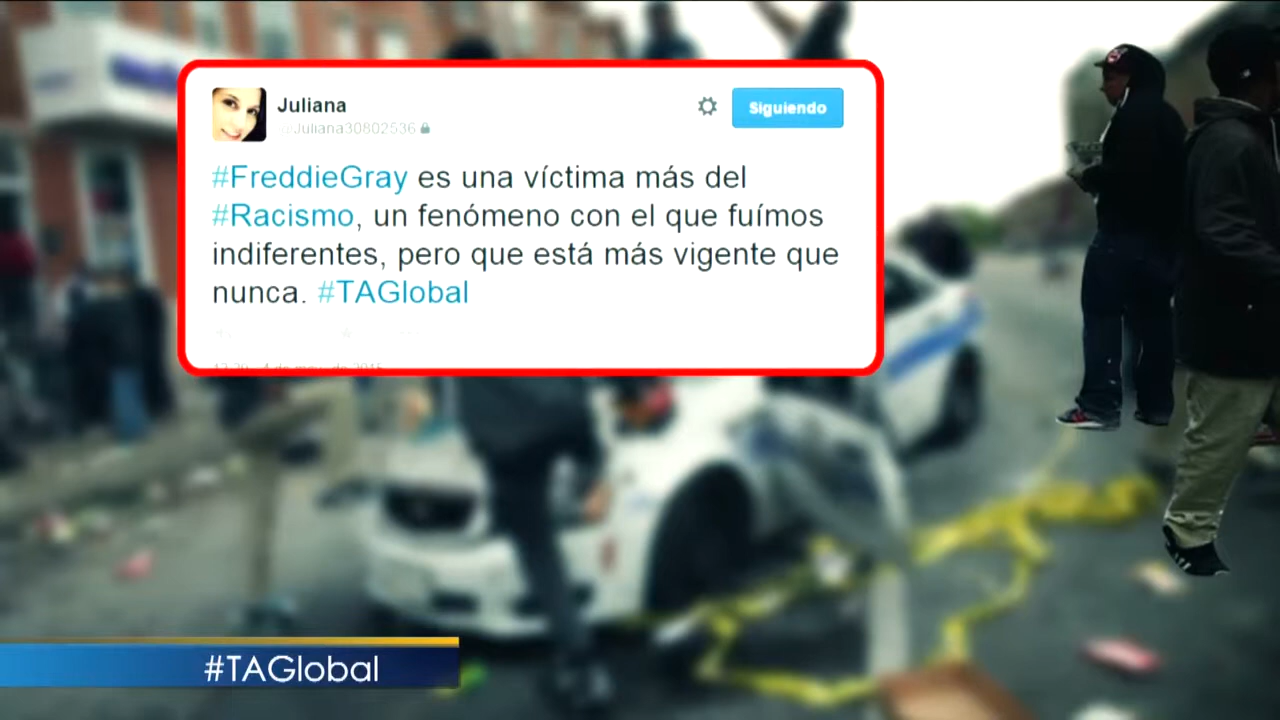 Juliana
@Juliana30802536
Siguiendo
#FreddieGray es una víctima más del
#Racismo, un fenómeno con el que fuímos
indiferentes, pero que está más vigente que
nunca. #TAGlobal
#TAGlobal